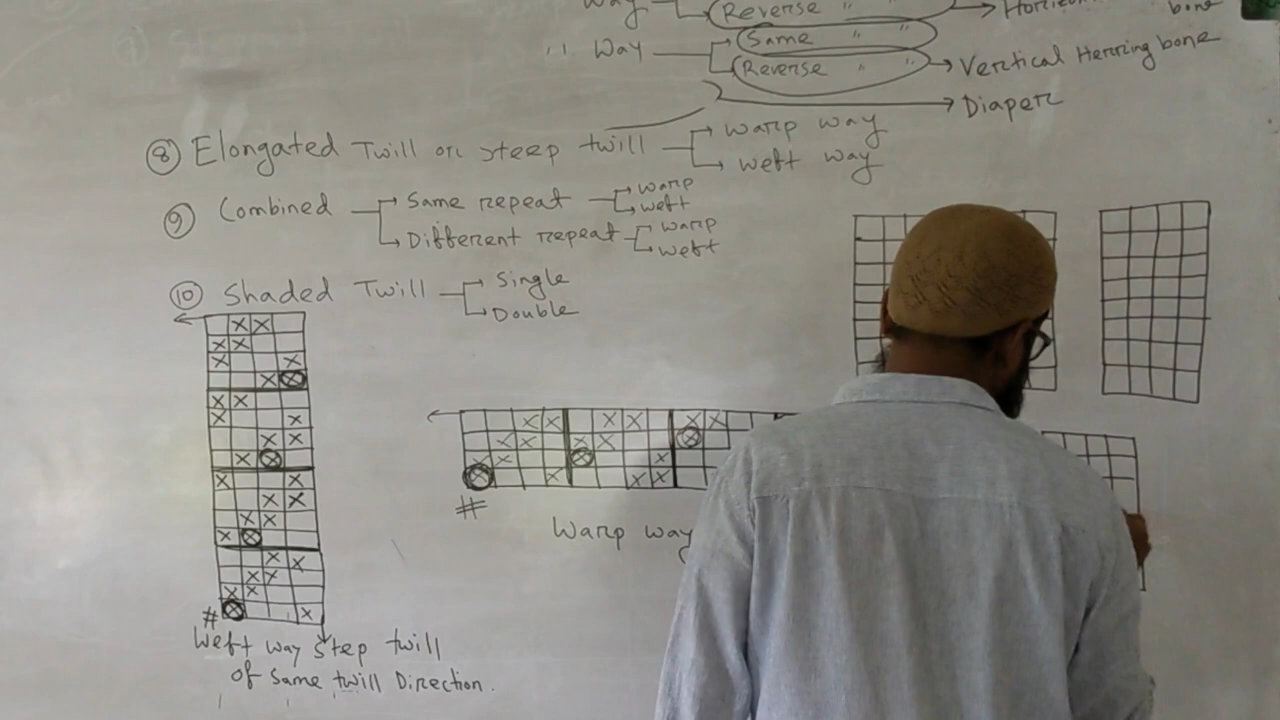 Way Reverse " " → Horizon bone
" Way Same " "
Reverse " " → Vertical Herring bone
→ Diaper
⑧ Elongated Twill or steep twill → Warp way
→ Weft way
⑨ Combined → Same repeat → Warp
→ Weft
→ Different repeat → Warp
→ Weft
⑩ Shaded Twill → Single
→ Double
#
Warp way
#
Weft way step twill
of same twill Direction.